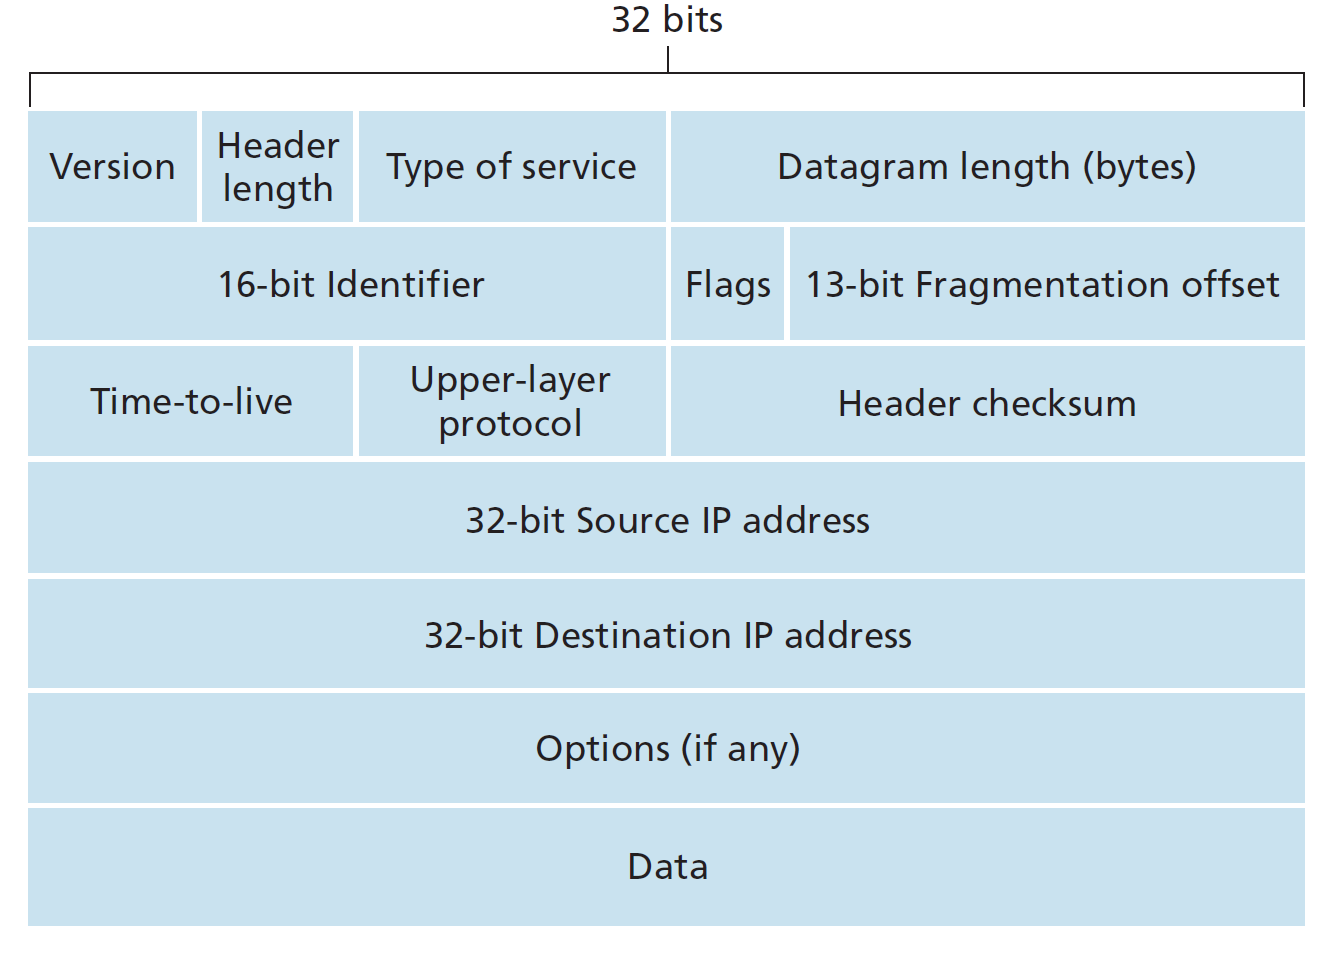 32 bits
Version
Header
length
Type of service
Datagram length (bytes)
16-bit Identifier
Flags
13-bit Fragmentation offset
Time-to-live
Upper-layer
protocol
Header checksum
32-bit Source IP address
32-bit Destination IP address
Options (if any)
Data